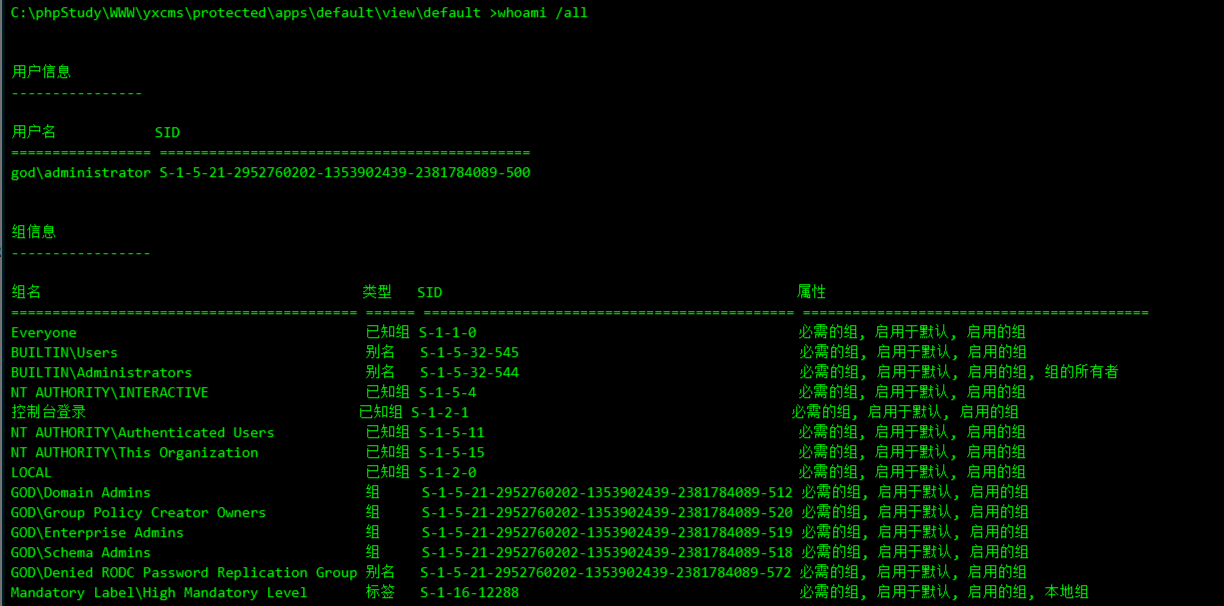 C:\phpStudy\WWW\yxcms\protected\apps\default\view\default >whoami /all
用户信息
----------------
用户名 SID
================= ==============================================
god\administrator S-1-5-21-2952760202-1353902439-2381784089-500
组信息
-----------------
组名 类型 SID 属性
========================================== ====== ============================================== ==========================================
Everyone 已知组 S-1-1-0 必需的组, 启用于默认, 启用的组
BUILTIN\Users 别名 S-1-5-32-545 必需的组, 启用于默认, 启用的组
BUILTIN\Administrators 别名 S-1-5-32-544 必需的组, 启用于默认, 启用的组, 组的所有者
NT AUTHORITY\INTERACTIVE 已知组 S-1-5-4 必需的组, 启用于默认, 启用的组
控制台登录 已知组 S-1-2-1 必需的组, 启用于默认, 启用的组
NT AUTHORITY\Authenticated Users 已知组 S-1-5-11 必需的组, 启用于默认, 启用的组
NT AUTHORITY\This Organization 已知组 S-1-5-15 必需的组, 启用于默认, 启用的组
LOCAL 已知组 S-1-2-0 必需的组, 启用于默认, 启用的组
GOD\Domain Admins 组 S-1-5-21-2952760202-1353902439-2381784089-512 必需的组, 启用于默认, 启用的组
GOD\Group Policy Creator Owners 组 S-1-5-21-2952760202-1353902439-2381784089-520 必需的组, 启用于默认, 启用的组
GOD\Enterprise Admins 组 S-1-5-21-2952760202-1353902439-2381784089-519 必需的组, 启用于默认, 启用的组
GOD\Schema Admins 组 S-1-5-21-2952760202-1353902439-2381784089-518 必需的组, 启用于默认, 启用的组
GOD\Denied RODC Password Replication Group 别名 S-1-5-21-2952760202-1353902439-2381784089-572 必需的组, 启用于默认, 启用的组
Mandatory Label\High Mandatory Level 标签 S-1-16-12288 必需的组, 启用于默认, 启用的组, 本地组